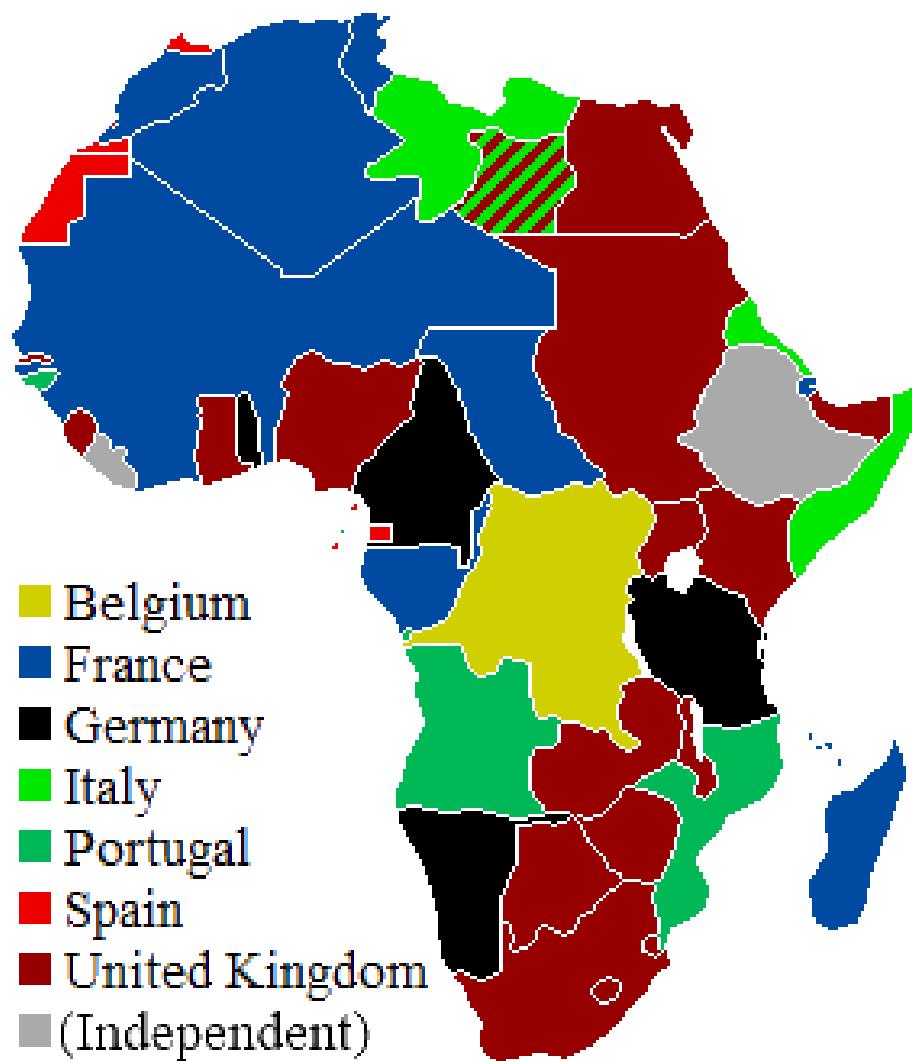 Belgium
France
Germany
Italy
Portugal
Spain
United Kingdom
(Independent)